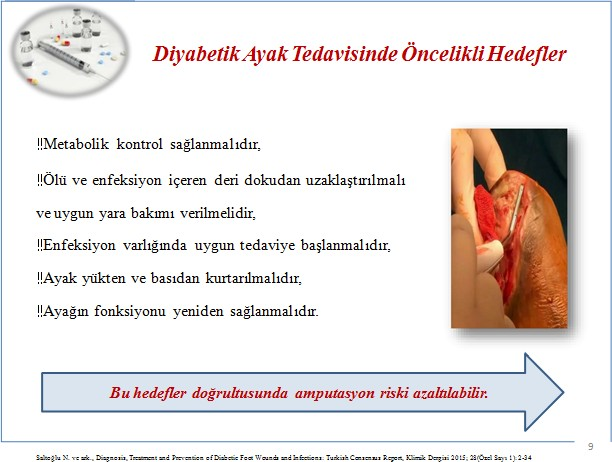 Diyabetik Ayak Tedavisinde Öncelikli Hedefler
‼Metabolik kontrol sağlanmalıdır,
‼Ölü ve enfeksiyon içeren deri dokudan uzaklaştırılmalı
ve uygun yara bakımı verilmelidir,
‼Enfeksiyon varlığında uygun tedaviye başlanmalıdır,
‼Ayak yükten ve basıdan kurtarılmalıdır,
‼Ayağın fonksiyonu yeniden sağlanmalıdır.
Bu hedefler doğrultusunda amputasyon riski azaltılabilir.
9
Saltoğlu N. ve ark., Diagnosis, Treatment and Prevention of Diabetic Foot Wounds and Infections: Turkish Consensus Report, Klimik Dergisi 2015; 28(Özel Sayı 1): 2-34